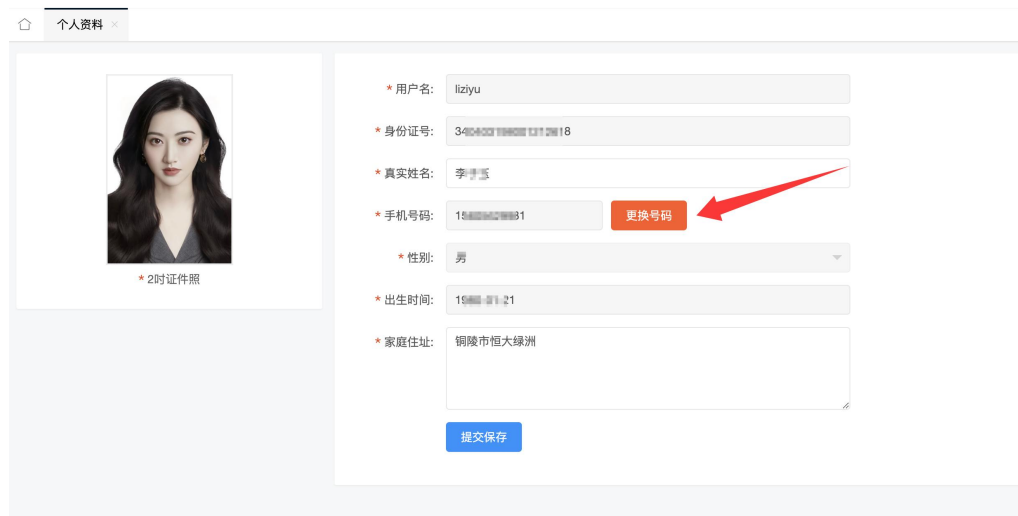 个人资料 ×
* 2吋证件照
* 用户名: liziyu
* 身份证号:
* 真实姓名: 李
* 手机号码: 更换号码
* 性别: 男
* 出生时间:
* 家庭住址: 铜陵市恒大绿洲
提交保存